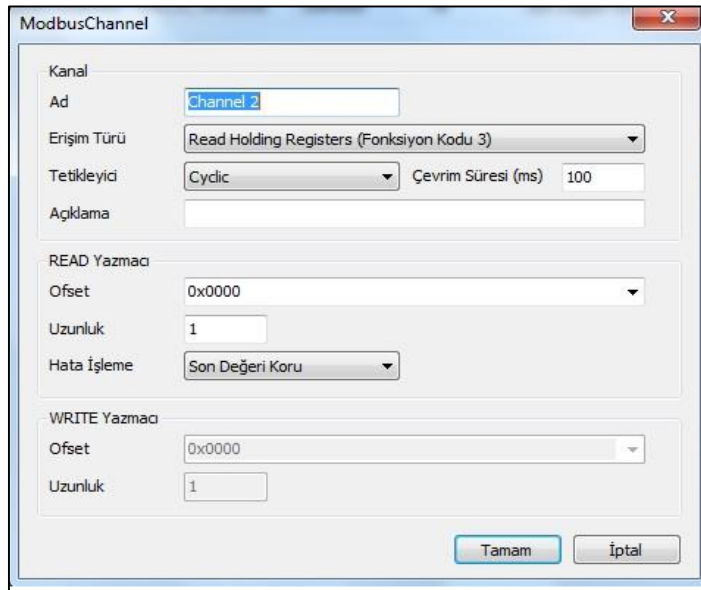 ModbusChannel
Kanal
Ad Channel 2
Erişim Türü Read Holding Registers (Fonksiyon Kodu 3)
Tetikleyici Cyclic Çevrim Süresi (ms) 100
Açıklama
READ Yazmacı
Ofset 0x0000
Uzunluk 1
Hata İşleme Son Değeri Koru
WRITE Yazmacı
Ofset 0x0000
Uzunluk 1
Tamam İptal